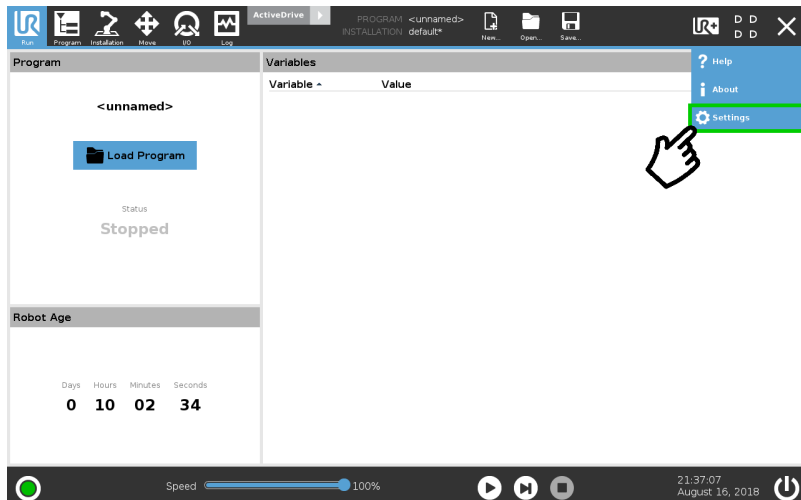 UR
Run
Program
Installation
Move
I/O
Log
ActiveDrive
PROGRAM <unnamed>
INSTALLATION default*
New...
Open...
Save...
UR+
D D
D D
Program
<unnamed>
Load Program
Status
Stopped
Variables
Variable
Value
? Help
i About
Settings
Robot Age
Days Hours Minutes Seconds
0 10 02 34
Speed
100%
21:37:07
August 16, 2018